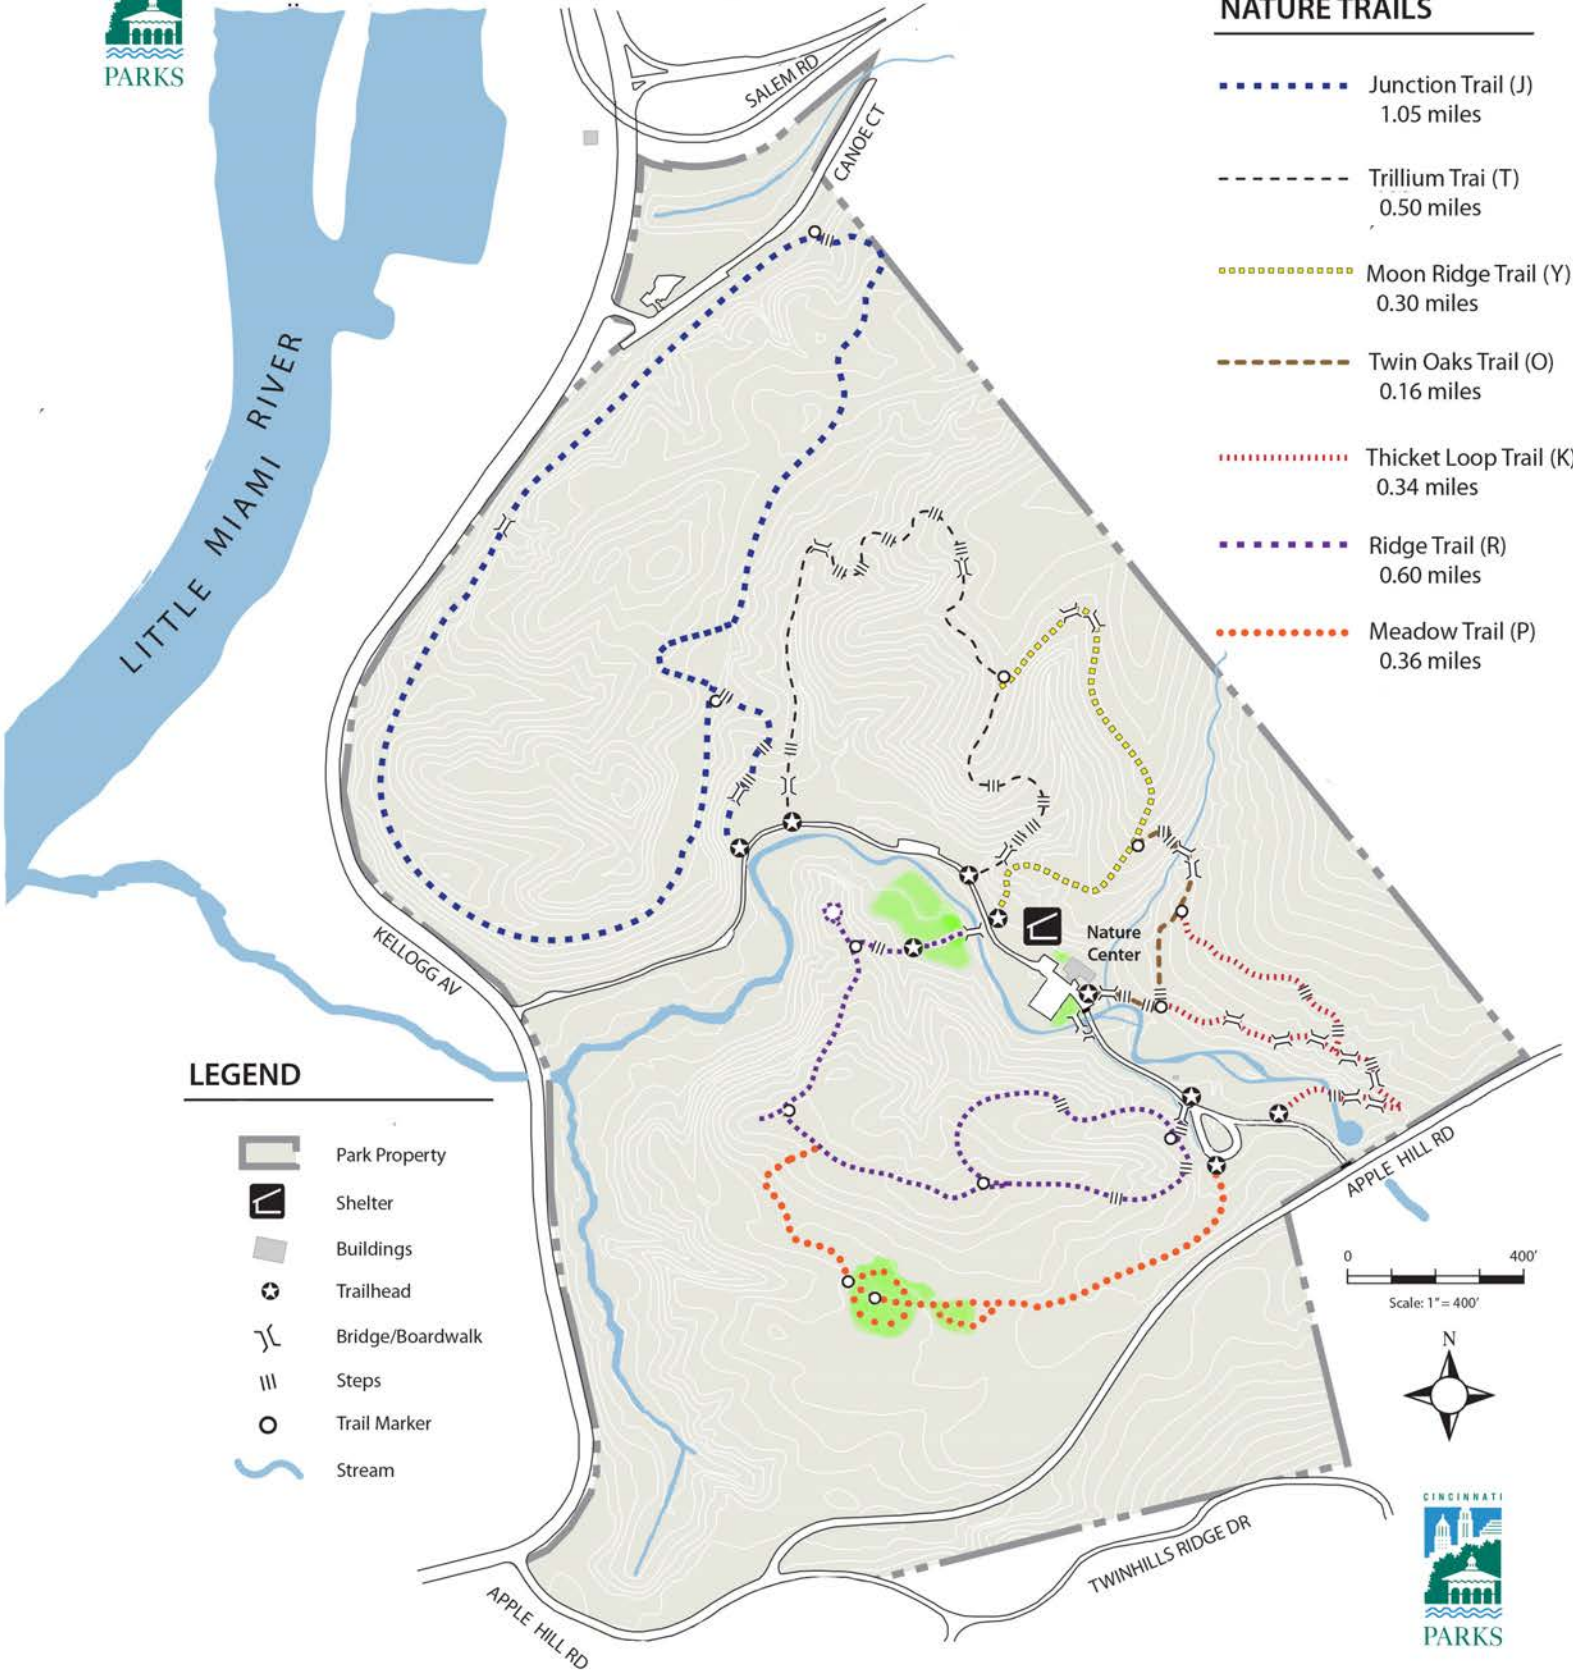 PARKS
SALEM RD
CANOE CT
LITTLE MIAMI RIVER
KELLOGG AV
Nature
Center
APPLE HILL RD
TWINHILLS RIDGE DR
APPLE HILL RD
NATURE TRAILS
Junction Trail (J)
1.05 miles
Trillium Trai (T)
0.50 miles
Moon Ridge Trail (Y)
0.30 miles
Twin Oaks Trail (O)
0.16 miles
Thicket Loop Trail (K)
0.34 miles
Ridge Trail (R)
0.60 miles
Meadow Trail (P)
0.36 miles
LEGEND
Park Property
Shelter
Buildings
Trailhead
Bridge/Boardwalk
Steps
Trail Marker
Stream
0 400'
Scale: 1"= 400'
N
CINCINNATI
PARKS